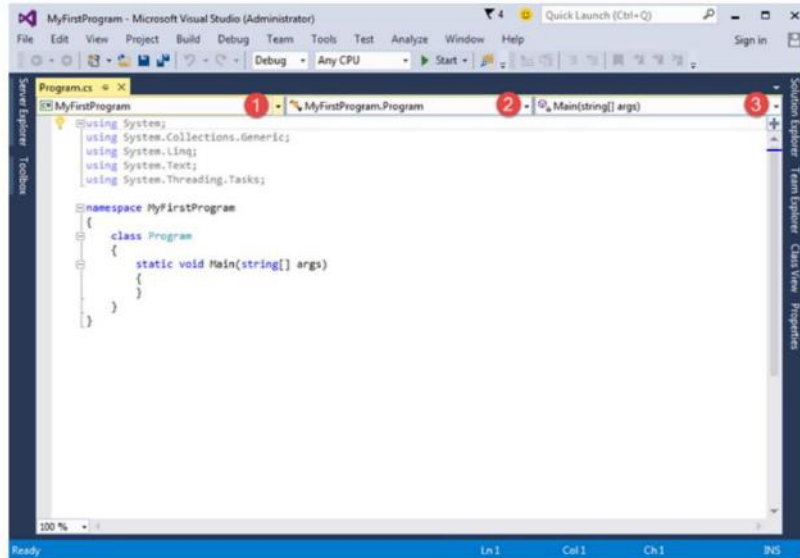 MyFirstProgram - Microsoft Visual Studio (Administrator) 4 Quick Launch (Ctrl+Q)
File Edit View Project Build Debug Team Tools Test Analyze Window Help Sign in
Debug Any CPU Start
Program.cs
MyFirstProgram 1 MyFirstProgram.Program 2 Main(string[] args) 3
using System;
using System.Collections.Generic;
using System.Linq;
using System.Text;
using System.Threading.Tasks;
namespace MyFirstProgram
{
class Program
{
static void Main(string[] args)
{
}
}
}
Server Explorer
Toolbox
Solution Explorer
Team Explorer
Class View
Properties
100 %
Ready Ln 1 Col 1 Ch 1 INS